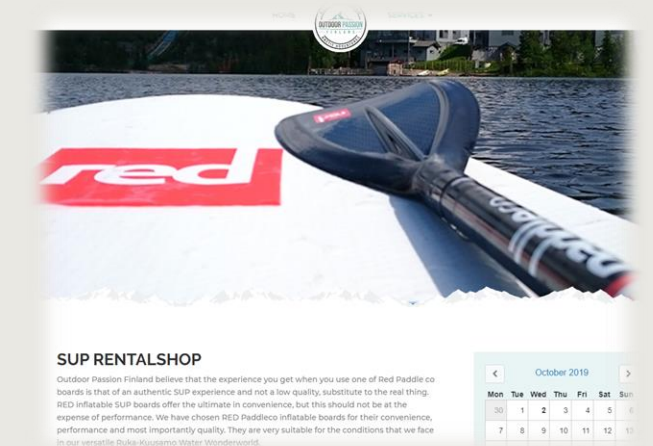 HOME
SERVICES
OUTDOOR PASSION
FINLAND
red
SUP RENTALSHOP
Outdoor Passion Finland believe that the experience you get when you use one of Red Paddle co
boards is that of an authentic SUP experience and not a low quality, substitute to the real thing.
RED inflatable SUP boards offer the ultimate in convenience, but this should not be at the
expense of performance. We have chosen RED Paddleco inflatable boards for their convenience,
performance and most importantly quality. They are very suitable for the conditions that we face
in our versatile Ruka-Kuusamo Water Wonderworld.
October 2019
Mon Tue Wed Thu Fri Sat Sun
30 1 2 3 4 5 6
7 8 9 10 11 12 13